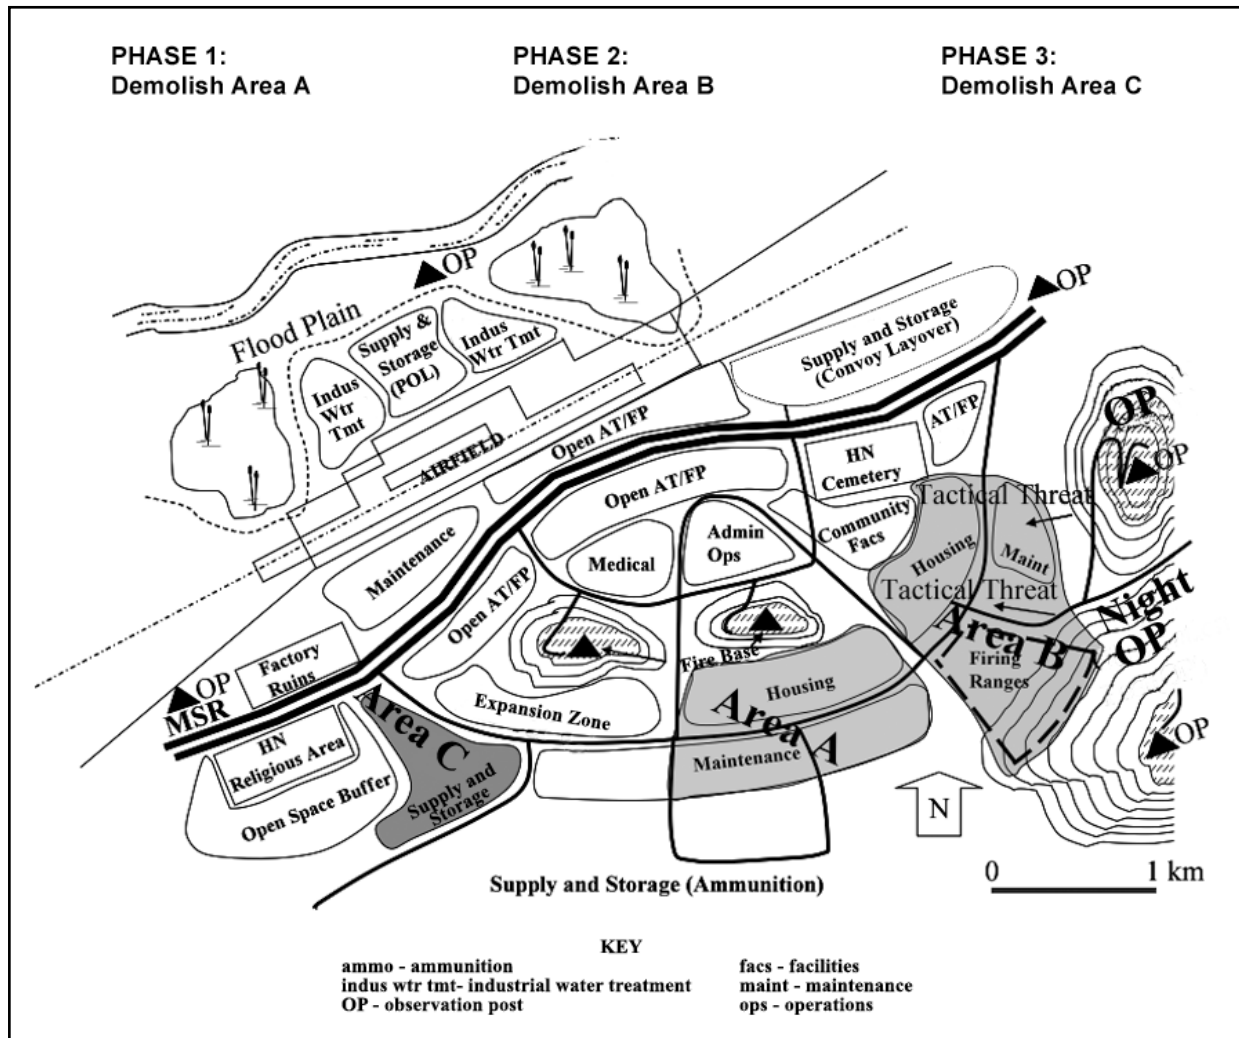 PHASE 1:
Demolish Area A
PHASE 2:
Demolish Area B
PHASE 3:
Demolish Area C
OP
Flood Plain
Indus
Wtr
Tmt
Supply &
Storage
(POL)
Indus
Wtr Tmt
AIRFIELD
Supply and Storage
(Convoy Layover)
OP
Open AT/FP
Open AT/FP
AT/FP
HN
Cemetery
OP
OP
Tactical Threat
Maintenance
Medical
Admin
Ops
Community
Facs
Housing
Maint
Tactical Threat
Open AT/FP
Night
OP
Area B
Firing
Ranges
Fire Base
Factory
Ruins
OP
MSR
Expansion Zone
Housing
Area A
Maintenance
OP
HN
Religious Area
Open Space Buffer
Area C
Supply and
Storage
N
0 1 km
Supply and Storage (Ammunition)
KEY
ammo - ammunition
indus wtr tmt- industrial water treatment
OP - observation post
facs - facilities
maint - maintenance
ops - operations